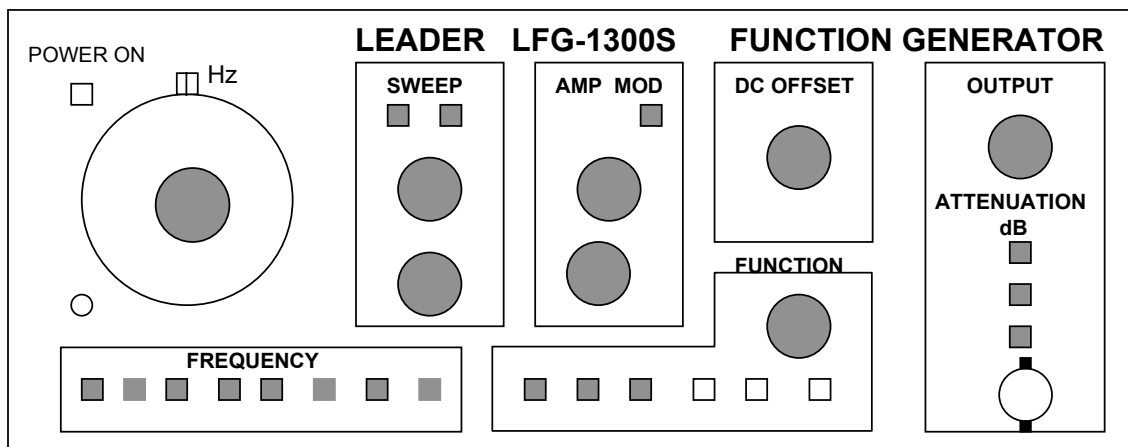 LEADER LFG-1300S FUNCTION GENERATOR
POWER ON
Hz
SWEEP
AMP MOD
DC OFFSET
OUTPUT
ATTENUATION
dB
FUNCTION
FREQUENCY